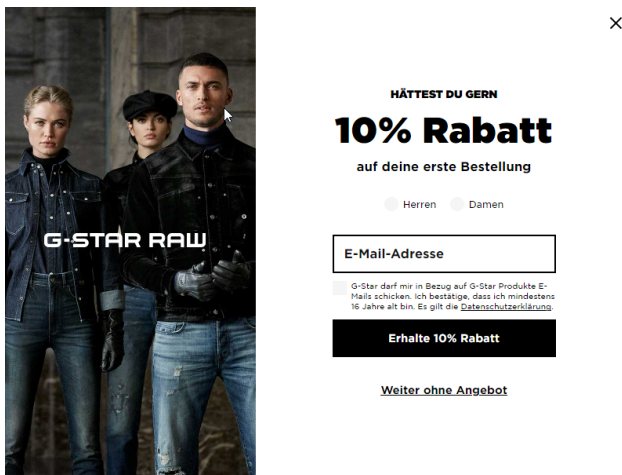 G-STAR RAW
HÄTTEST DU GERN
10% Rabatt
auf deine erste Bestellung
Herren Damen
E-Mail-Adresse
G-Star darf mir in Bezug auf G-Star Produkte E-
Mails schicken. Ich bestätige, dass ich mindestens
16 Jahre alt bin. Es gilt die Datenschutzerklärung.
Erhalte 10% Rabatt
Weiter ohne Angebot